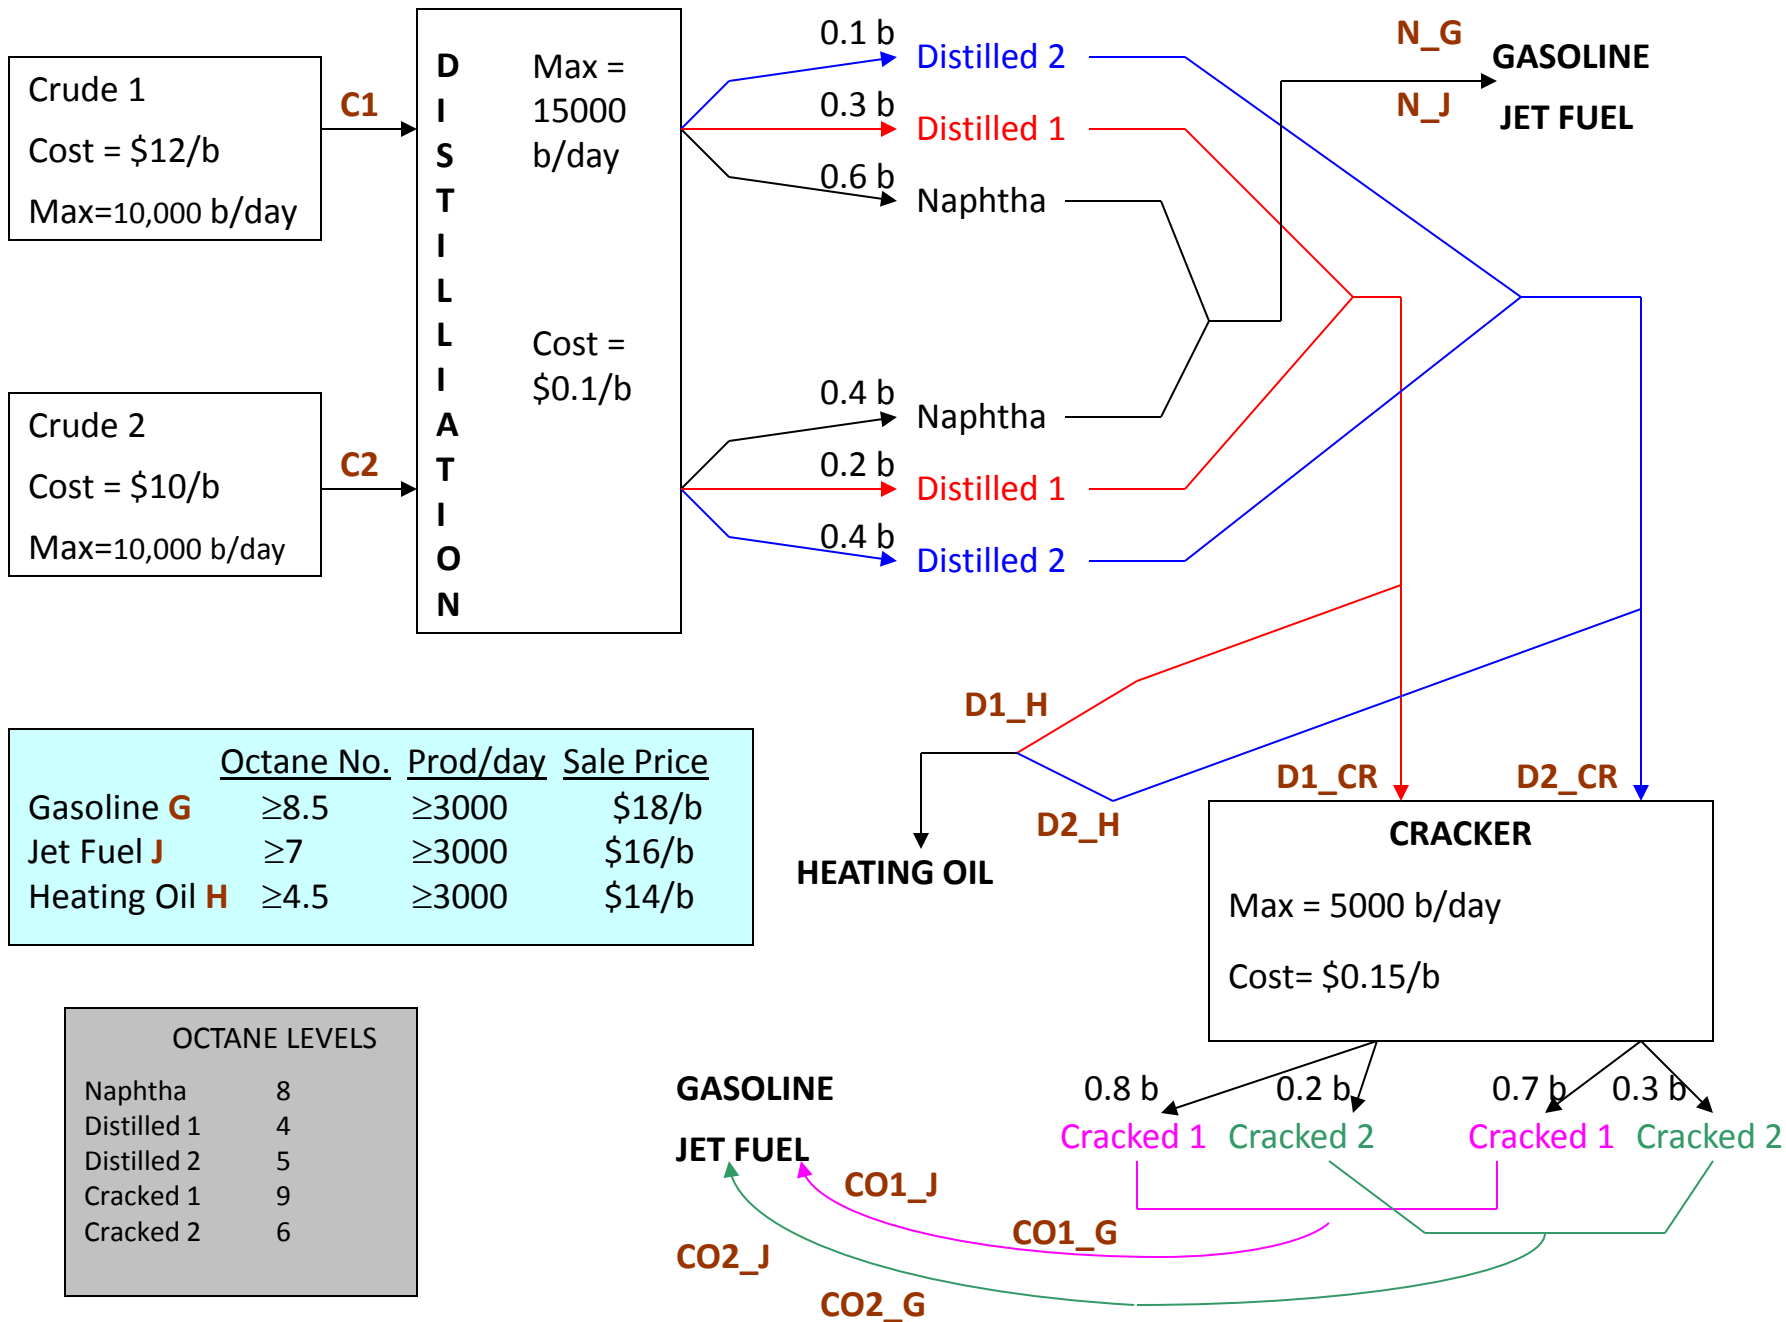 Crude 1
Cost = $12/b
Max=10,000 b/day
C1
Crude 2
Cost = $10/b
Max=10,000 b/day
C2
D
I
S
T
I
L
L
I
A
T
I
O
N
Max =
15000
b/day
Cost =
$0.1/b
0.1 b
Distilled 2
0.3 b
Distilled 1
0.6 b
Naphtha
0.4 b
Naphtha
0.2 b
Distilled 1
0.4 b
Distilled 2
N_G
GASOLINE
N_J
JET FUEL
D1_H
D2_H
HEATING OIL
D1_CR
D2_CR
CRACKER
Max = 5000 b/day
Cost= $0.15/b
0.8 b
0.2 b
0.7 b
0.3 b
Cracked 1
Cracked 2
Cracked 1
Cracked 2
GASOLINE
JET FUEL
CO1_J
CO1_G
CO2_J
CO2_G
Octane No. Prod/day Sale Price
Gasoline G ≥8.5 ≥3000 $18/b
Jet Fuel J ≥7 ≥3000 $16/b
Heating Oil H ≥4.5 ≥3000 $14/b
OCTANE LEVELS
Naphtha 8
Distilled 1 4
Distilled 2 5
Cracked 1 9
Cracked 2 6